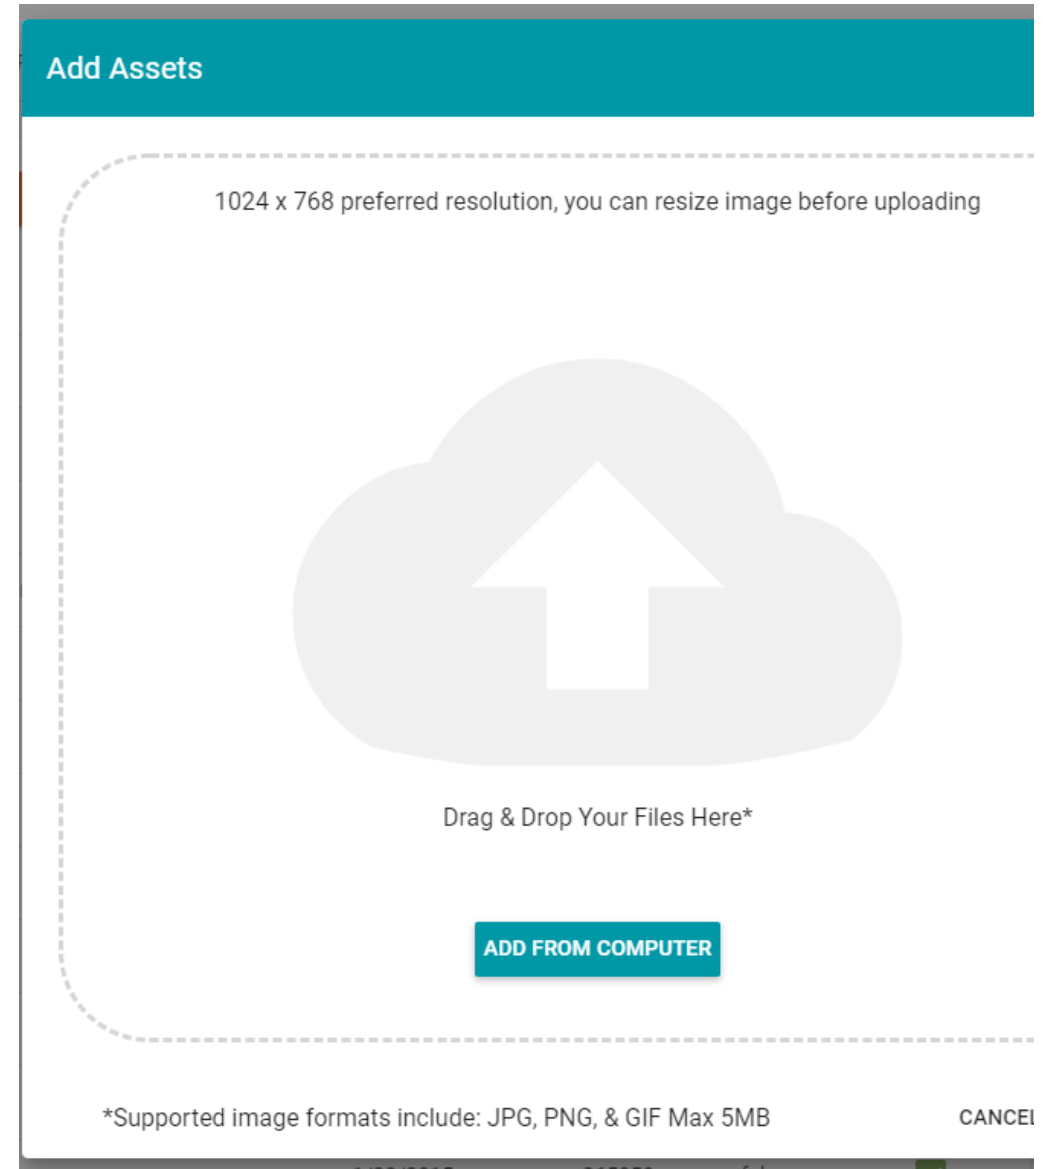 Add Assets
1024 x 768 preferred resolution, you can resize image before uploading
Drag & Drop Your Files Here*
ADD FROM COMPUTER
*Supported image formats include: JPG, PNG, & GIF Max 5MB
CANCEL